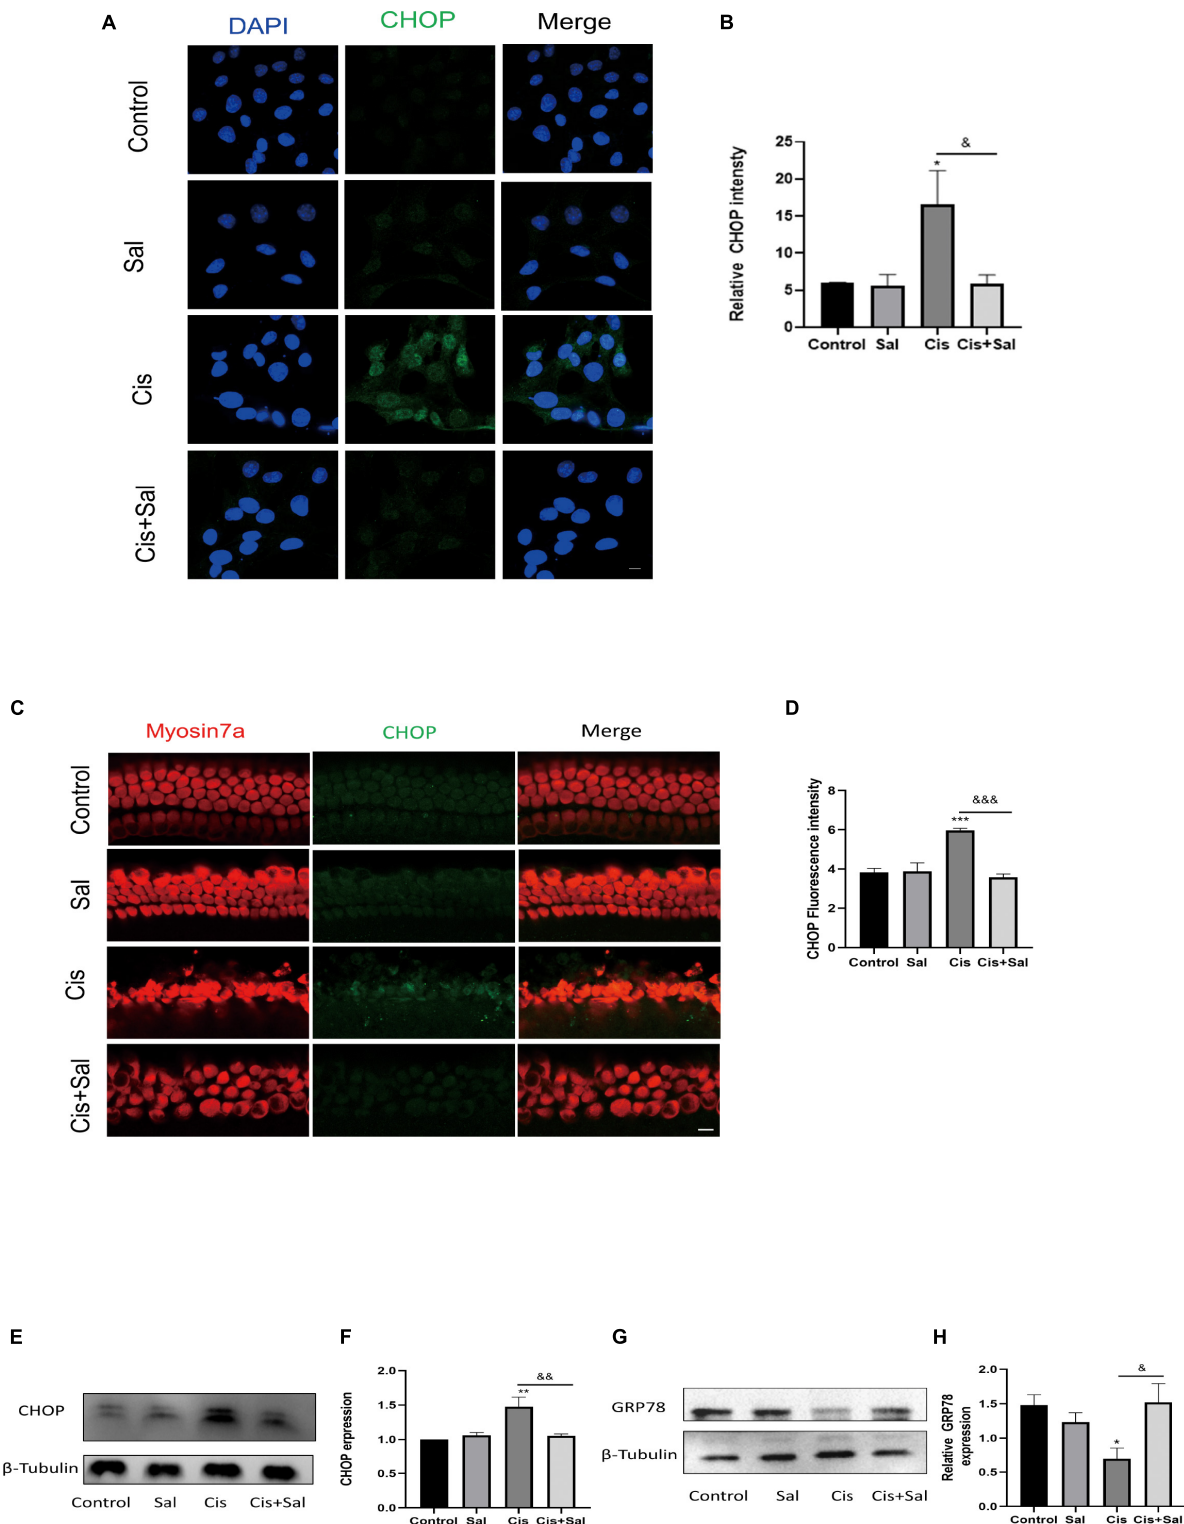 A
DAPI
CHOP
Merge
Control
Sal
Cis
Cis+Sal
B
Relative CHOP intensty
25
20
15
10
5
0
*
&
Control Sal Cis Cis+Sal
C
Myosin7a
CHOP
Merge
Control
Sal
Cis
Cis+Sal
D
CHOP Fluorescence intensity
8
6
4
2
0
***
&&&
Control Sal Cis Cis+Sal
E
CHOP
β-Tubulin
Control Sal Cis Cis+Sal
F
CHOP erpression
2.0
1.5
1.0
0.5
0.0
**
&&
Control Sal Cis Cis+Sal
G
GRP78
β-Tubulin
Control Sal Cis Cis+Sal
H
Relative GRP78
expression
2.0
1.5
1.0
0.5
0.0
*
&
Control Sal Cis Cis+Sal